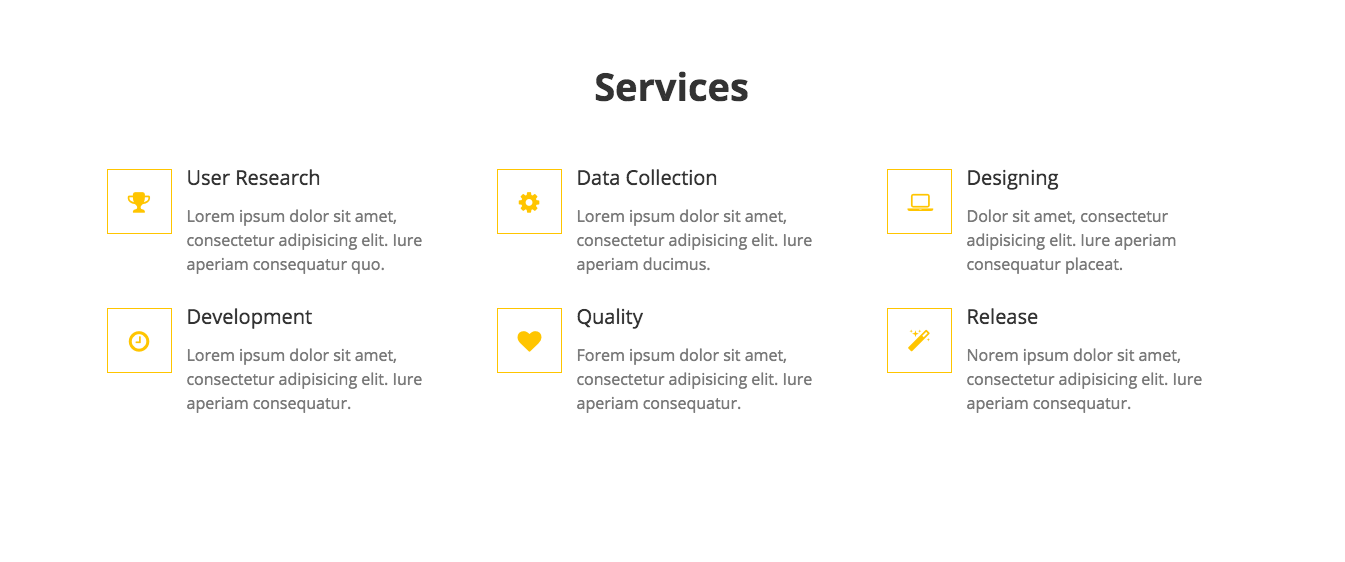 Services
User Research
Lorem ipsum dolor sit amet,
consectetur adipisicing elit. Iure
aperiam consequatur quo.
Data Collection
Lorem ipsum dolor sit amet,
consectetur adipisicing elit. Iure
aperiam ducimus.
Designing
Dolor sit amet, consectetur
adipisicing elit. Iure aperiam
consequatur placeat.
Development
Lorem ipsum dolor sit amet,
consectetur adipisicing elit. Iure
aperiam consequatur.
Quality
Forem ipsum dolor sit amet,
consectetur adipisicing elit. Iure
aperiam consequatur.
Release
Norem ipsum dolor sit amet,
consectetur adipisicing elit. Iure
aperiam consequatur.